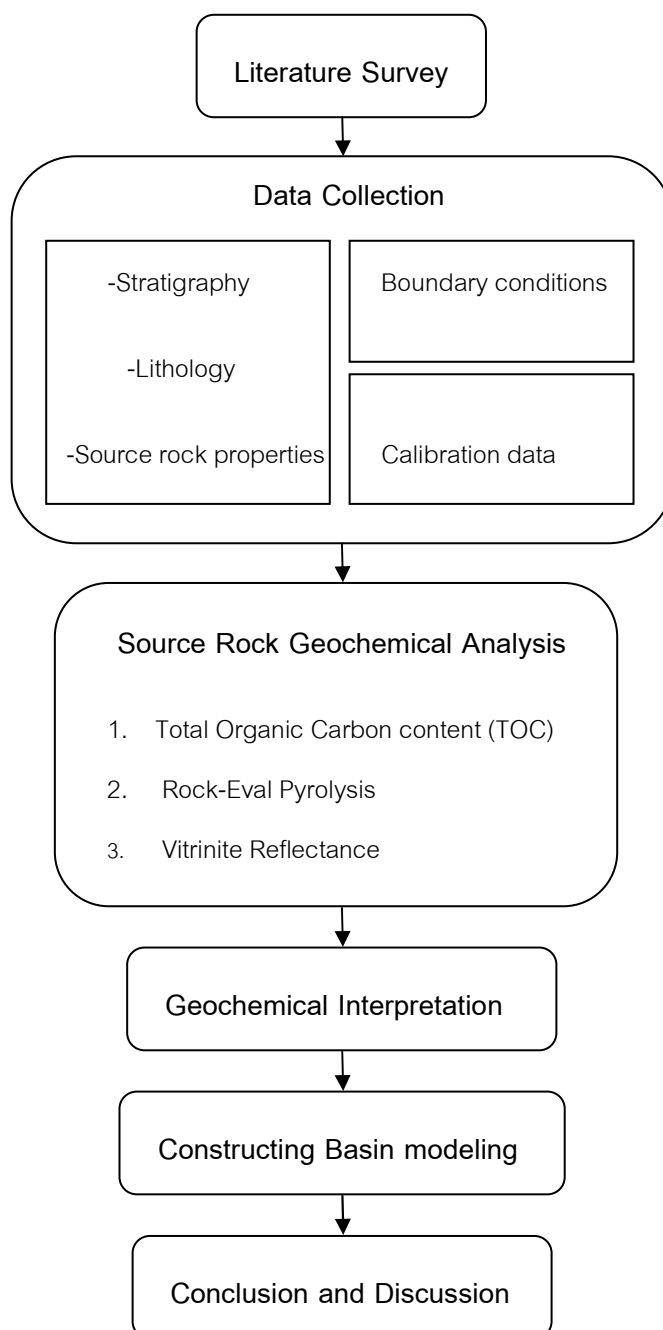 Literature Survey
Data Collection
-Stratigraphy
-Lithology
-Source rock properties
Boundary conditions
Calibration data
Source Rock Geochemical Analysis
1. Total Organic Carbon content (TOC)
2. Rock-Eval Pyrolysis
3. Vitrinite Reflectance
Geochemical Interpretation
Constructing Basin modeling
Conclusion and Discussion